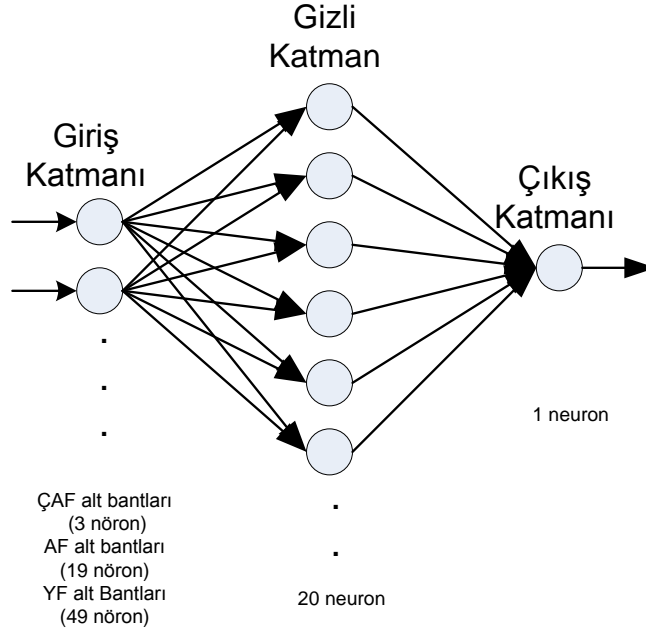 Gizli
Katman
Giriş
Katmanı
Çıkış
Katmanı
1 neuron
ÇAF alt bantları
(3 nöron)
AF alt bantları
(19 nöron)
YF alt Bantları
(49 nöron)
20 neuron